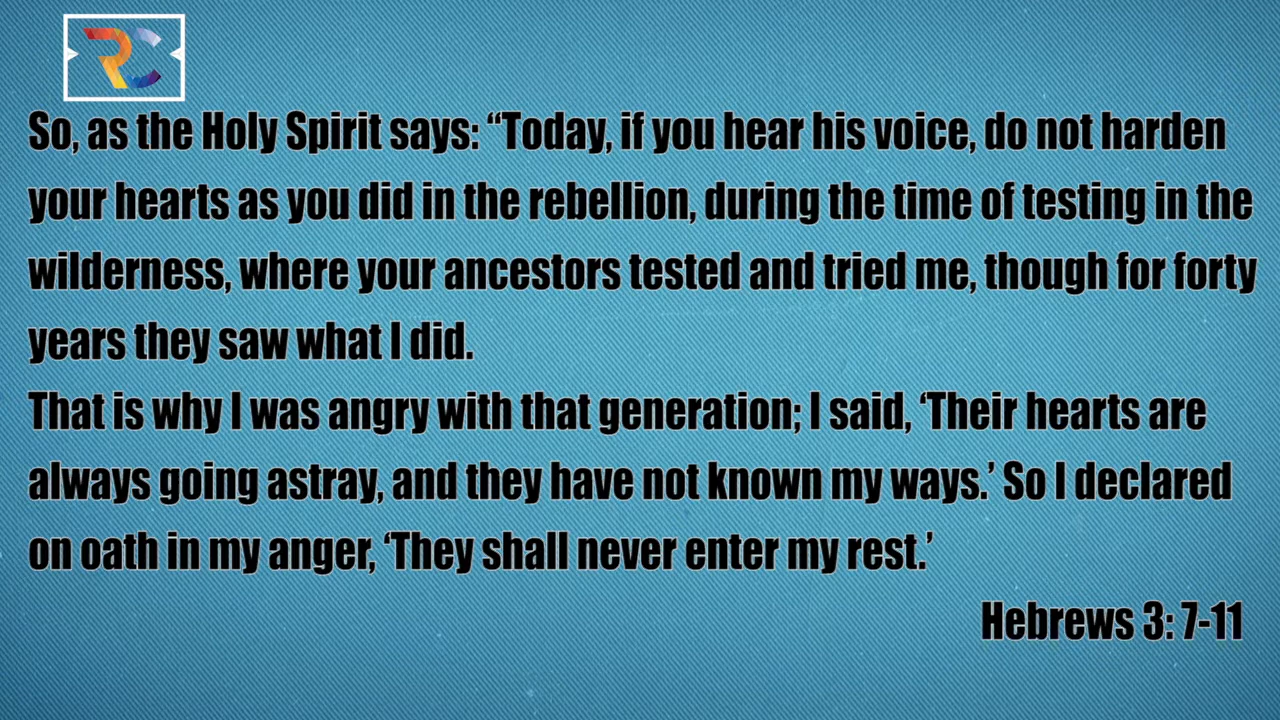 RC
So, as the Holy Spirit says: “Today, if you hear his voice, do not harden
your hearts as you did in the rebellion, during the time of testing in the
wilderness, where your ancestors tested and tried me, though for forty
years they saw what I did.
That is why I was angry with that generation; I said, ‘Their hearts are
always going astray, and they have not known my ways.’ So I declared
on oath in my anger, ‘They shall never enter my rest.’
Hebrews 3: 7-11